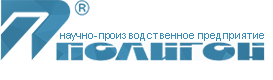 ®
научно-производственное предприятие
полигон